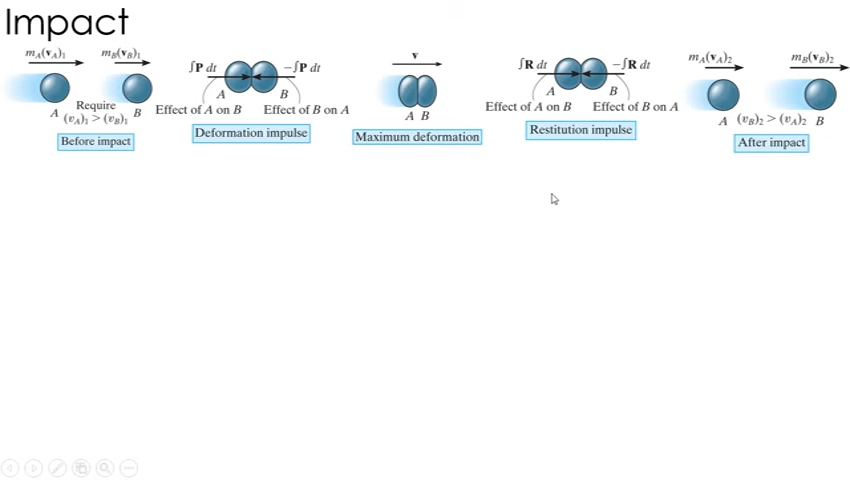 Impact
m_A(v_A)_1 m_B(v_B)_1
A Require B
(v_A)_1 > (v_B)_1
Before impact
∫P dt −∫P dt
A B
Effect of A on B Effect of B on A
Deformation impulse
v
A B
Maximum deformation
∫R dt −∫R dt
A B
Effect of A on B Effect of B on A
Restitution impulse
m_A(v_A)_2 m_B(v_B)_2
A (v_B)_2 > (v_A)_2 B
After impact